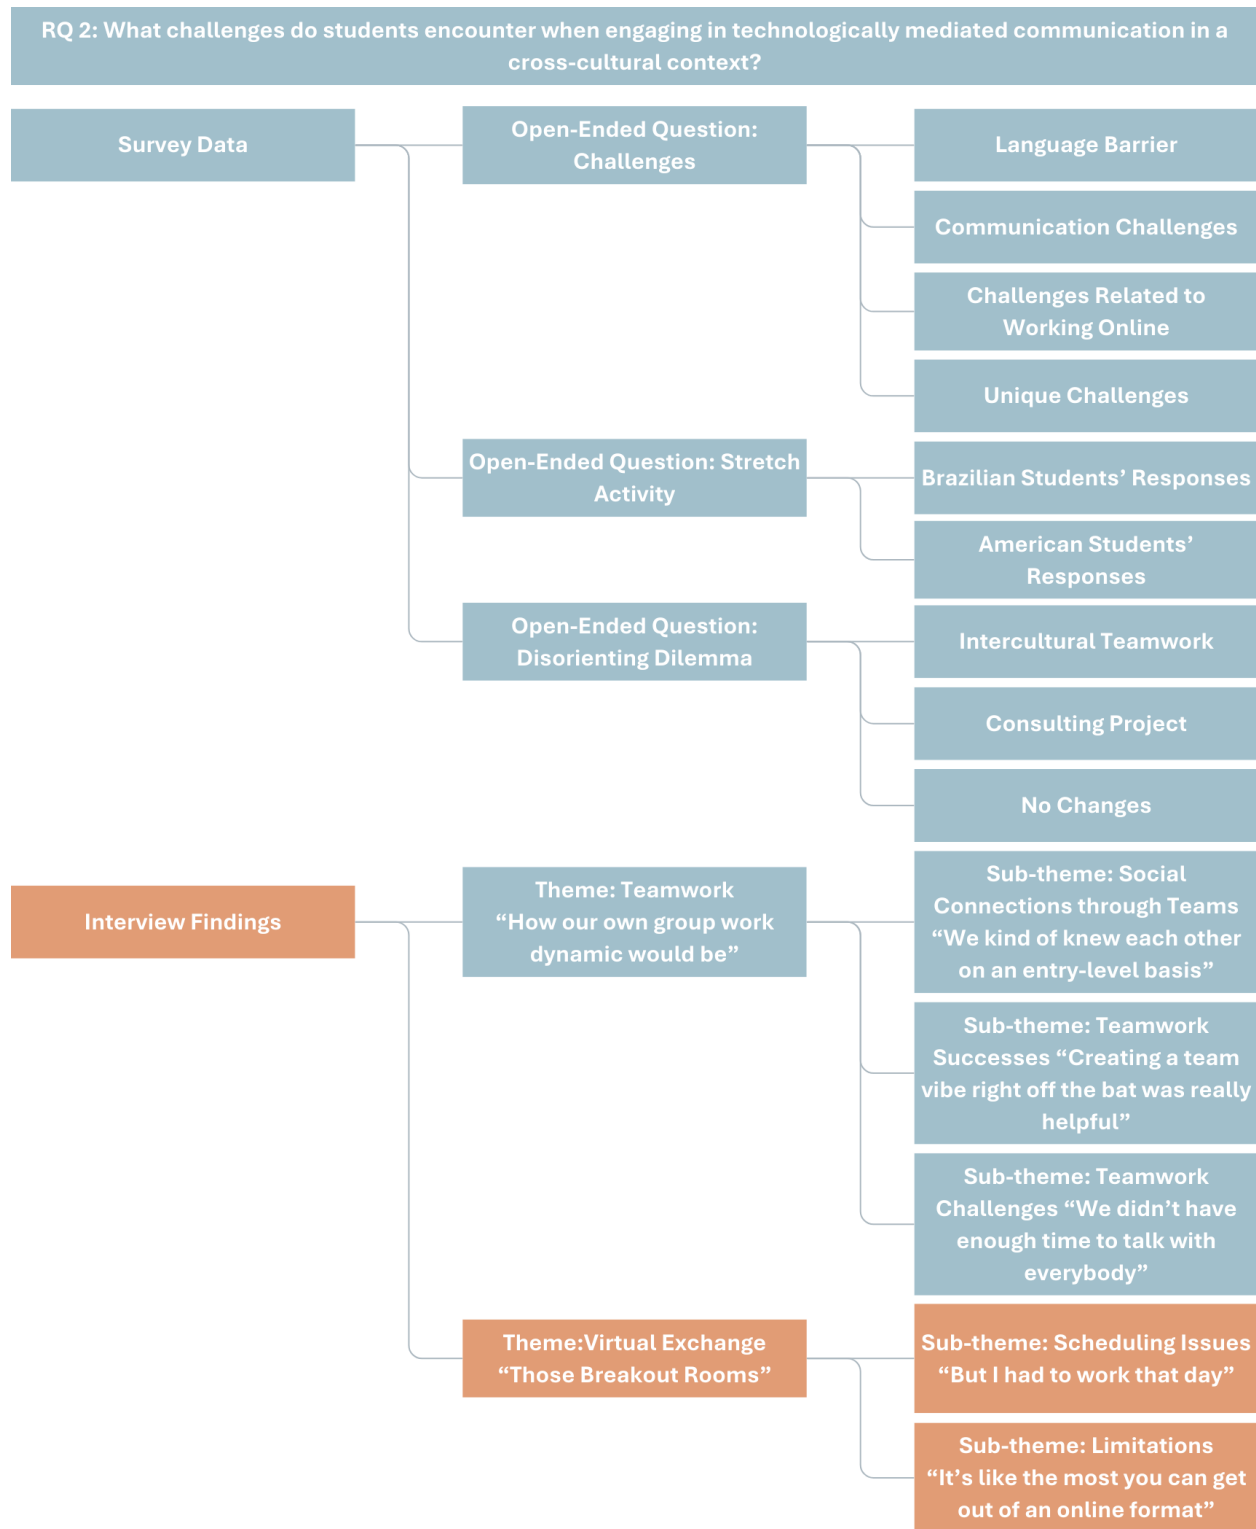 RQ 2: What challenges do students encounter when engaging in technologically mediated communication in a
cross-cultural context?
Survey Data
Open-Ended Question:
Challenges
Language Barrier
Communication Challenges
Challenges Related to
Working Online
Unique Challenges
Open-Ended Question: Stretch
Activity
Brazilian Students’ Responses
American Students’
Responses
Open-Ended Question:
Disorienting Dilemma
Intercultural Teamwork
Consulting Project
No Changes
Interview Findings
Theme: Teamwork
“How our own group work
dynamic would be”
Sub-theme: Social
Connections through Teams
“We kind of knew each other
on an entry-level basis”
Sub-theme: Teamwork
Successes “Creating a team
vibe right off the bat was really
helpful”
Sub-theme: Teamwork
Challenges “We didn’t have
enough time to talk with
everybody”
Theme:Virtual Exchange
“Those Breakout Rooms”
Sub-theme: Scheduling Issues
“But I had to work that day”
Sub-theme: Limitations
“It’s like the most you can get
out of an online format”